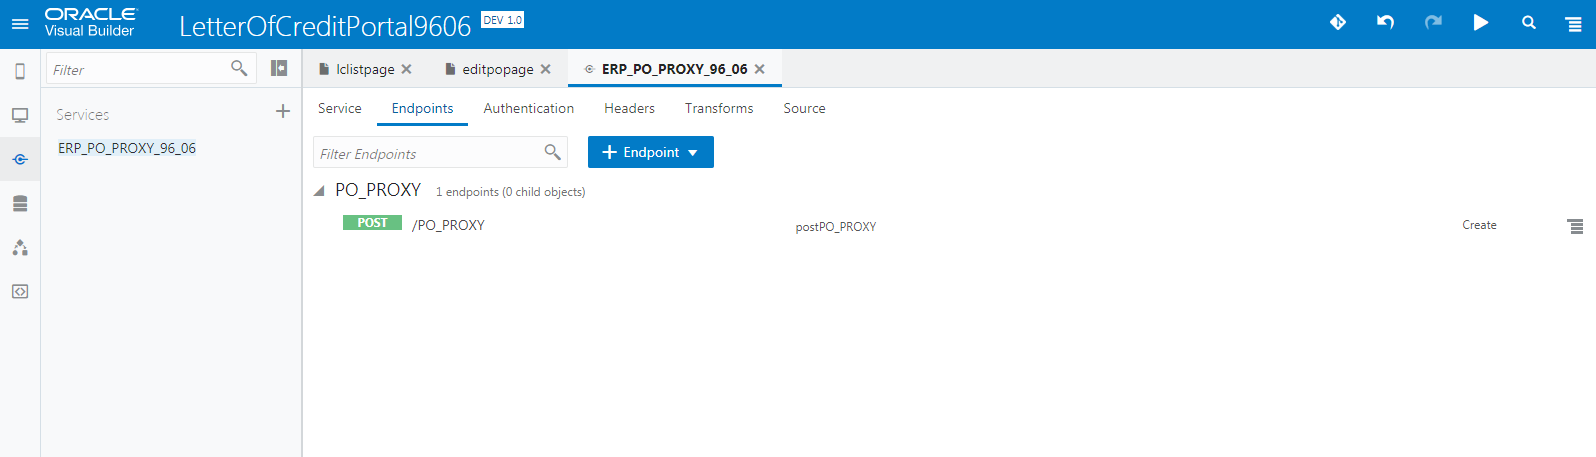 ORACLE
Visual Builder
LetterOfCreditPortal9606 DEV 1.0
Filter
lclistpage
editpopage
ERP_PO_PROXY_96_06
Services
ERP_PO_PROXY_96_06
Service Endpoints Authentication Headers Transforms Source
Filter Endpoints
Endpoint
PO_PROXY 1 endpoints (0 child objects)
POST /PO_PROXY postPO_PROXY Create